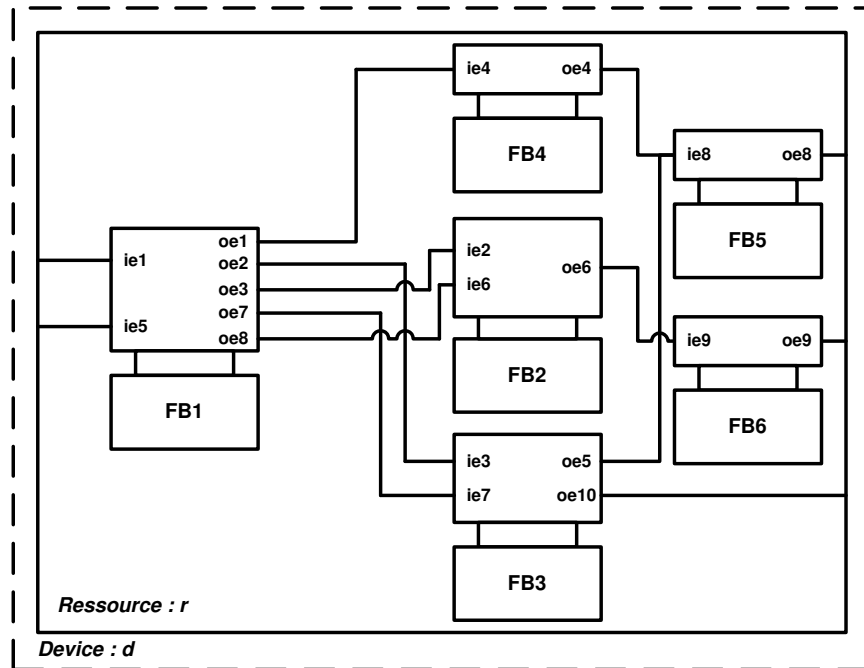 ie4 oe4
FB4
ie8 oe8
FB5
ie1
ie5
oe1
oe2
oe3
oe7
oe8
FB1
ie2
ie6
oe6
FB2
ie9 oe9
FB6
ie3 oe5
ie7 oe10
FB3
Ressource : r
Device : d